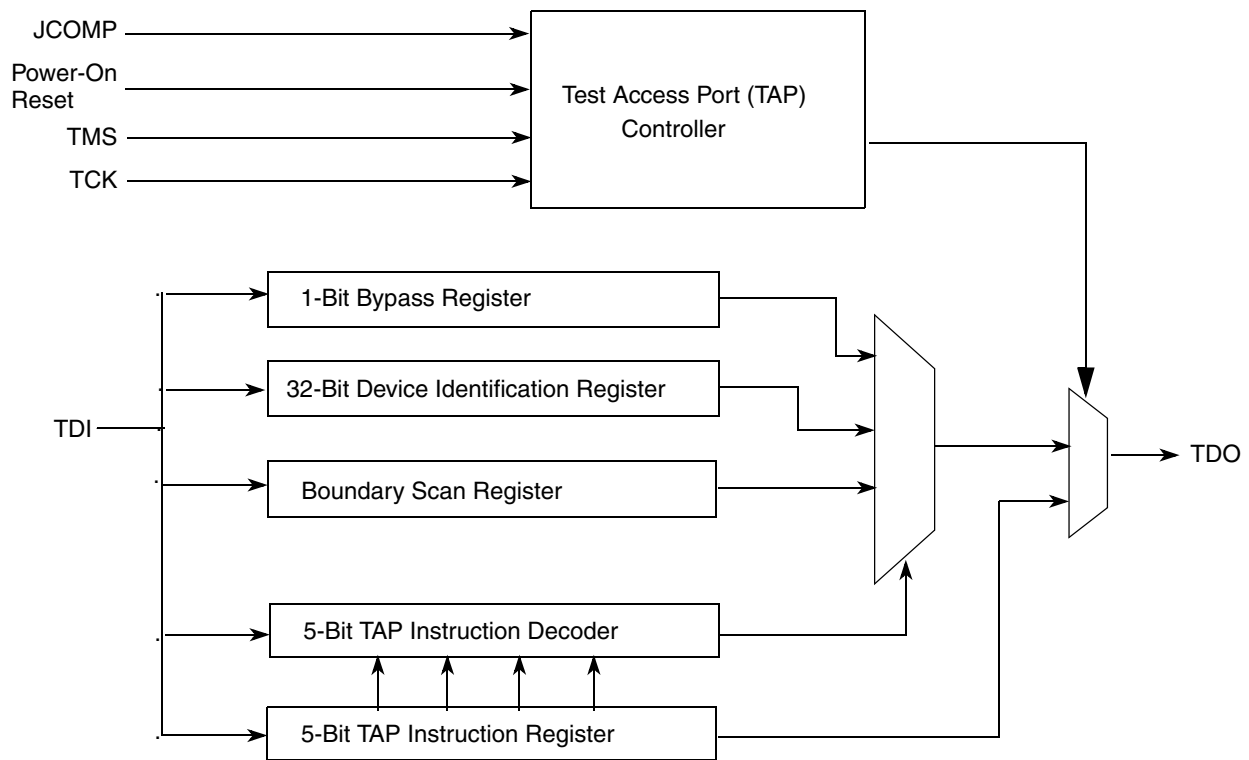 JCOMP
Power-On
Reset
TMS
TCK
Test Access Port (TAP)
Controller
1-Bit Bypass Register
32-Bit Device Identification Register
TDI
Boundary Scan Register
TDO
5-Bit TAP Instruction Decoder
5-Bit TAP Instruction Register